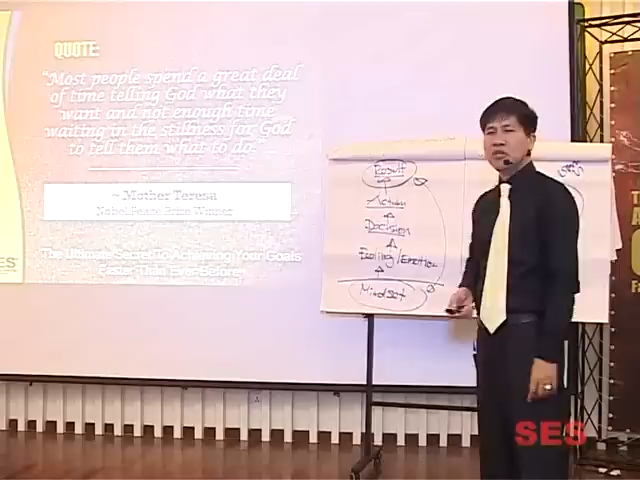 QUOTE:
"Most people spend a great deal
of time telling God what they
want and not enough time
waiting in the stillness for God
to tell them what to do."
~ Mother Teresa
Nobel Peace Prize Winner
The Ultimate Secret to Achieving Your Goals
Easier Than Ever Before!
SES
Result
Action
Decision
Feeling/Emotion
Mindset
SES